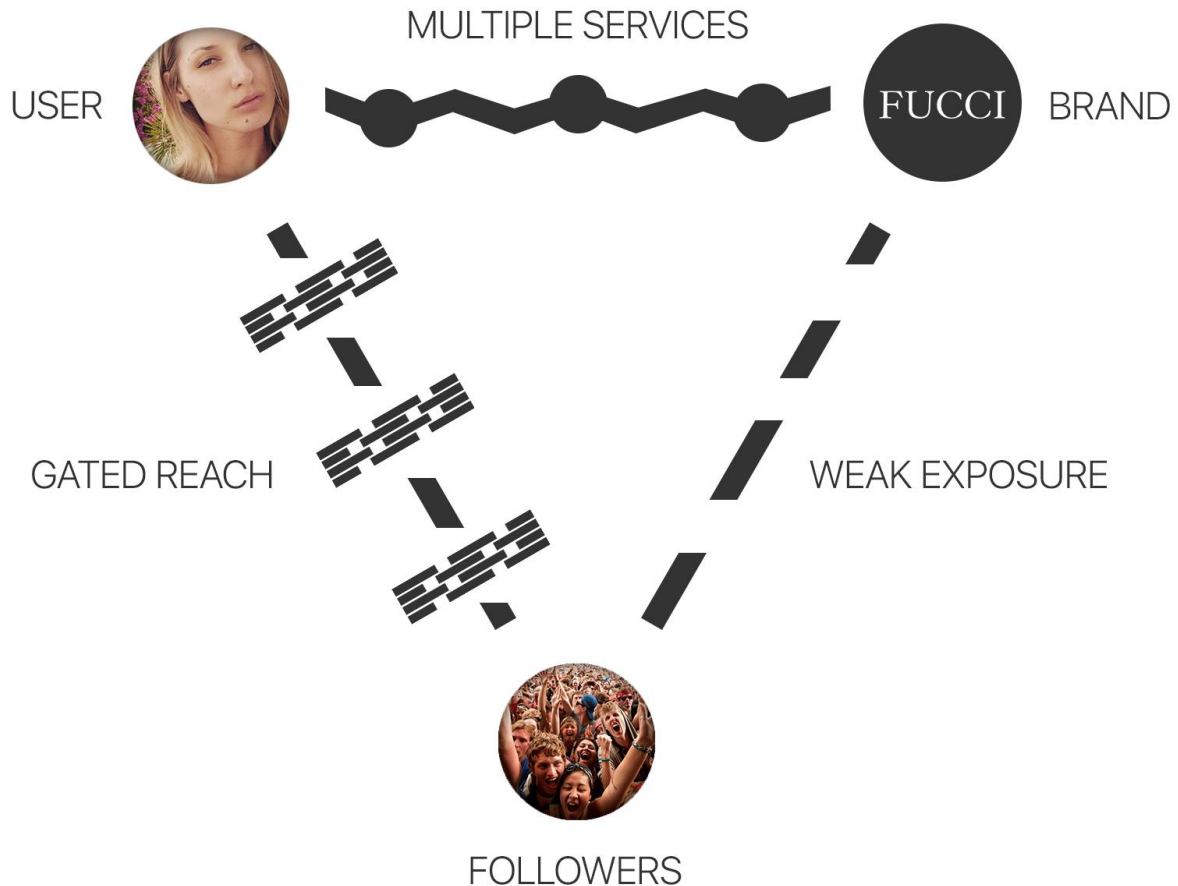 MULTIPLE SERVICES
USER
FUCCI
BRAND
GATED REACH
WEAK EXPOSURE
FOLLOWERS